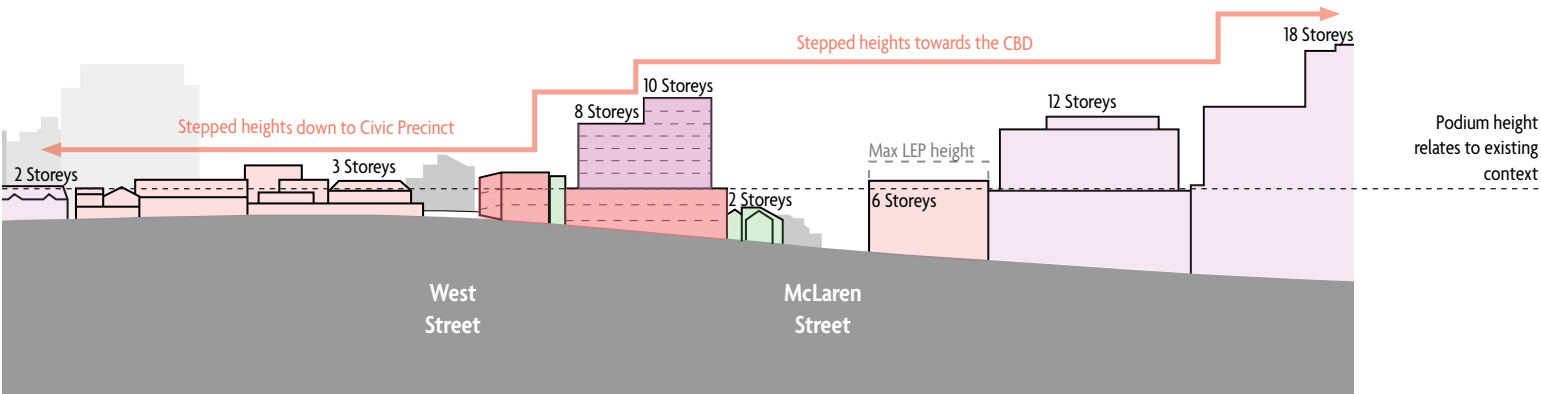 Stepped heights towards the CBD
18 Storeys
10 Storeys
8 Storeys
12 Storeys
Stepped heights down to Civic Precinct
Podium height
relates to existing
context
Max LEP height
3 Storeys
2 Storeys
2 Storeys
6 Storeys
West
Street
McLaren
Street